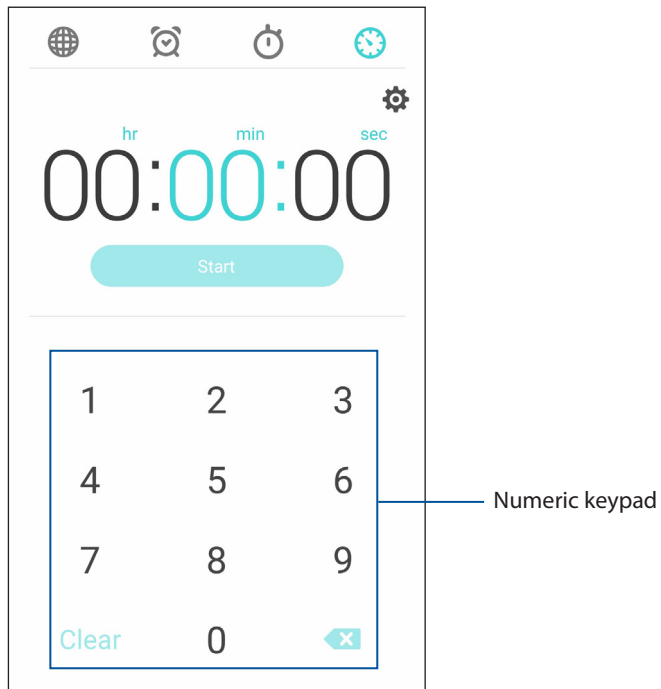 hr min sec
00:00:00
Start
1 2 3
4 5 6
Numeric keypad
7 8 9
Clear 0